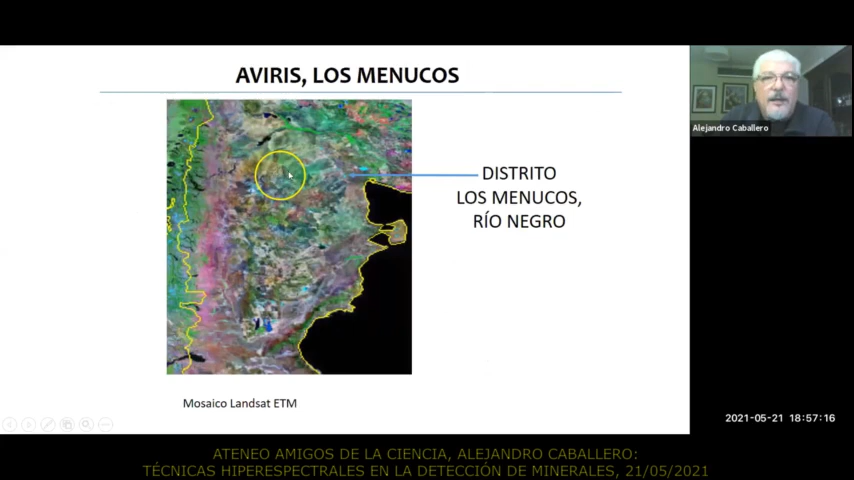 AVIRIS, LOS MENUCOS
DISTRITO
LOS MENUCOS,
RÍO NEGRO
Mosaico Landsat ETM
Alejandro Caballero
2021-05-21 18:57:16
ATENEO AMIGOS DE LA CIENCIA, ALEJANDRO CABALLERO:
TÉCNICAS HIPERESPECTRALES EN LA DETECCIÓN DE MINERALES, 21/05/2021